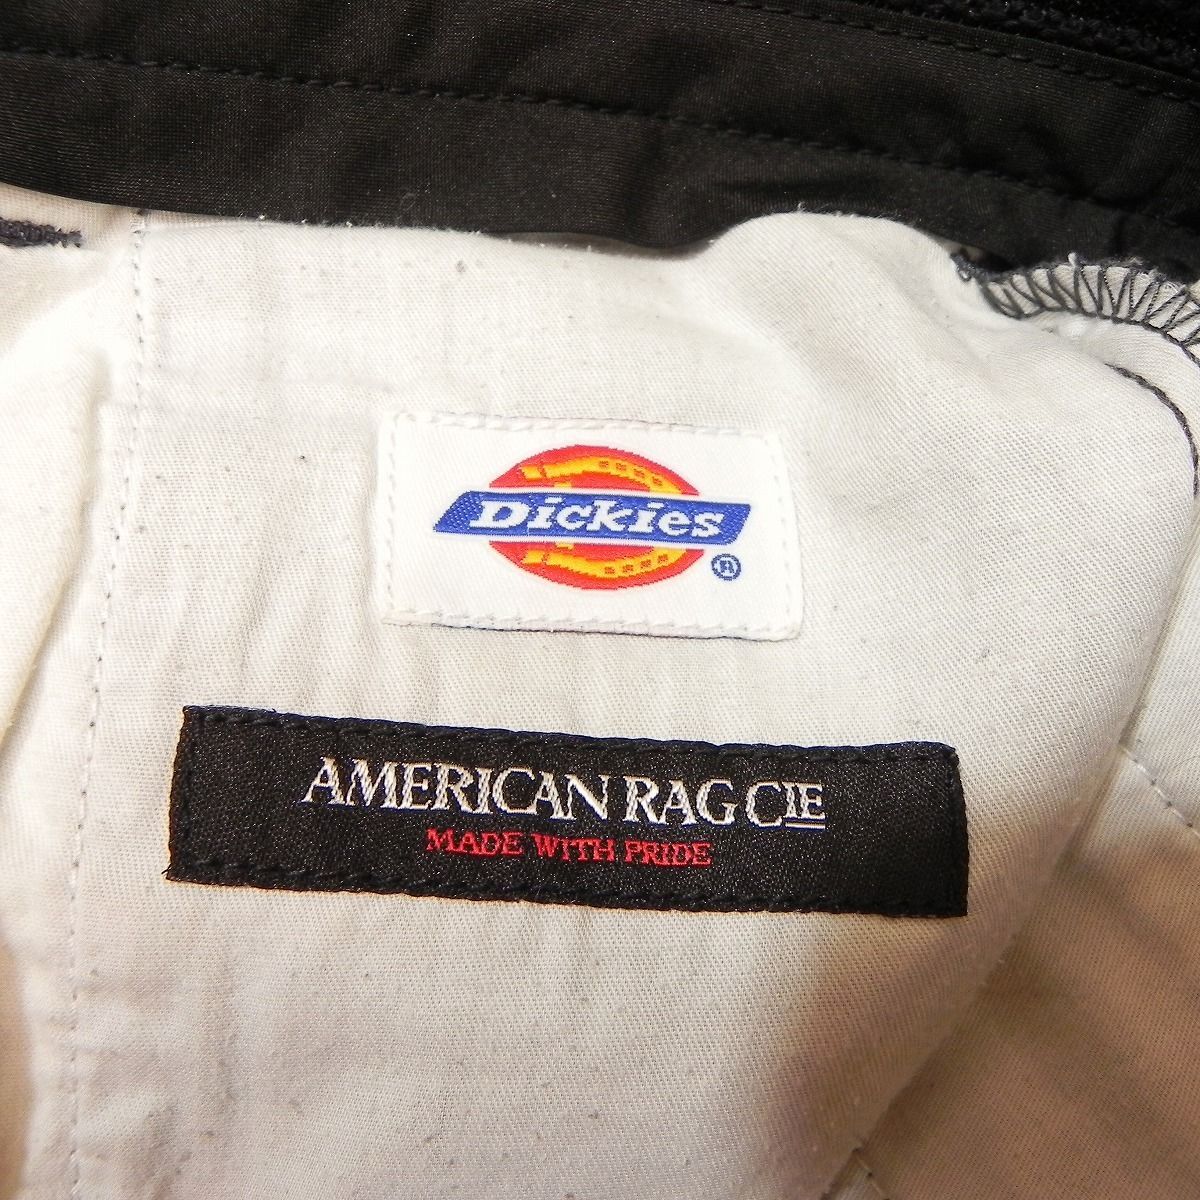 Dickies
®
AMERICAN RAG CIE
MADE WITH PRIDE